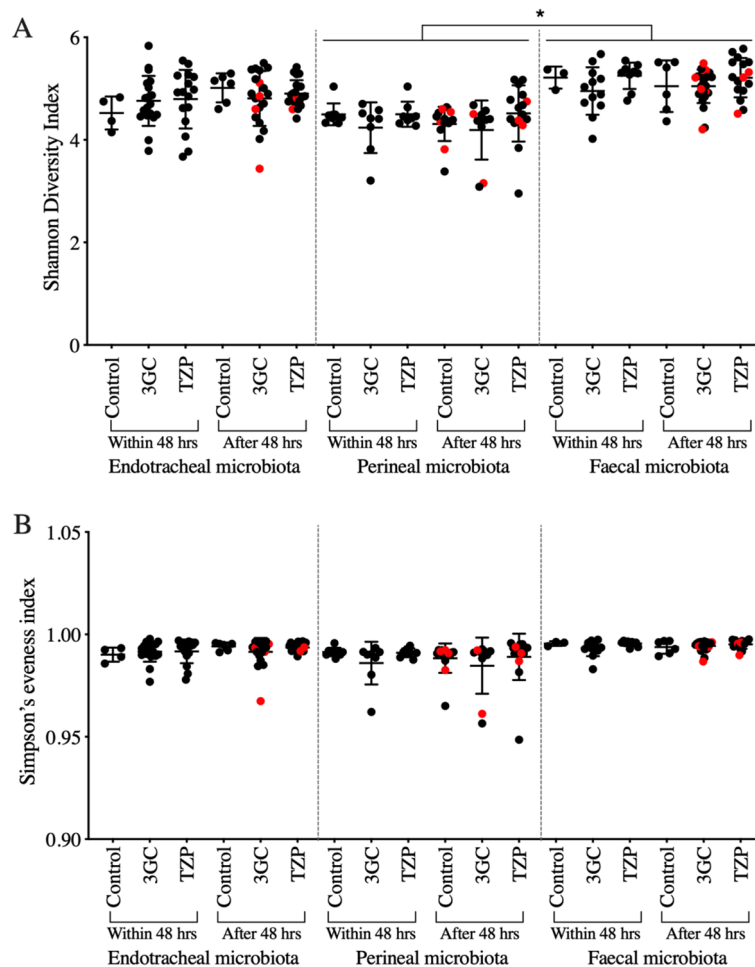 A
*
Shannon Diversity Index
6
4
2
0
Control 3GC TZP Control 3GC TZP Control 3GC TZP Control 3GC TZP Control 3GC TZP Control 3GC TZP
Within 48 hrs After 48 hrs Within 48 hrs After 48 hrs Within 48 hrs After 48 hrs
Endotracheal microbiota Perineal microbiota Faecal microbiota
B
Simpson's eveness index
1.05
1.00
0.95
0.90
Control 3GC TZP Control 3GC TZP Control 3GC TZP Control 3GC TZP Control 3GC TZP Control 3GC TZP
Within 48 hrs After 48 hrs Within 48 hrs After 48 hrs Within 48 hrs After 48 hrs
Endotracheal microbiota Perineal microbiota Faecal microbiota